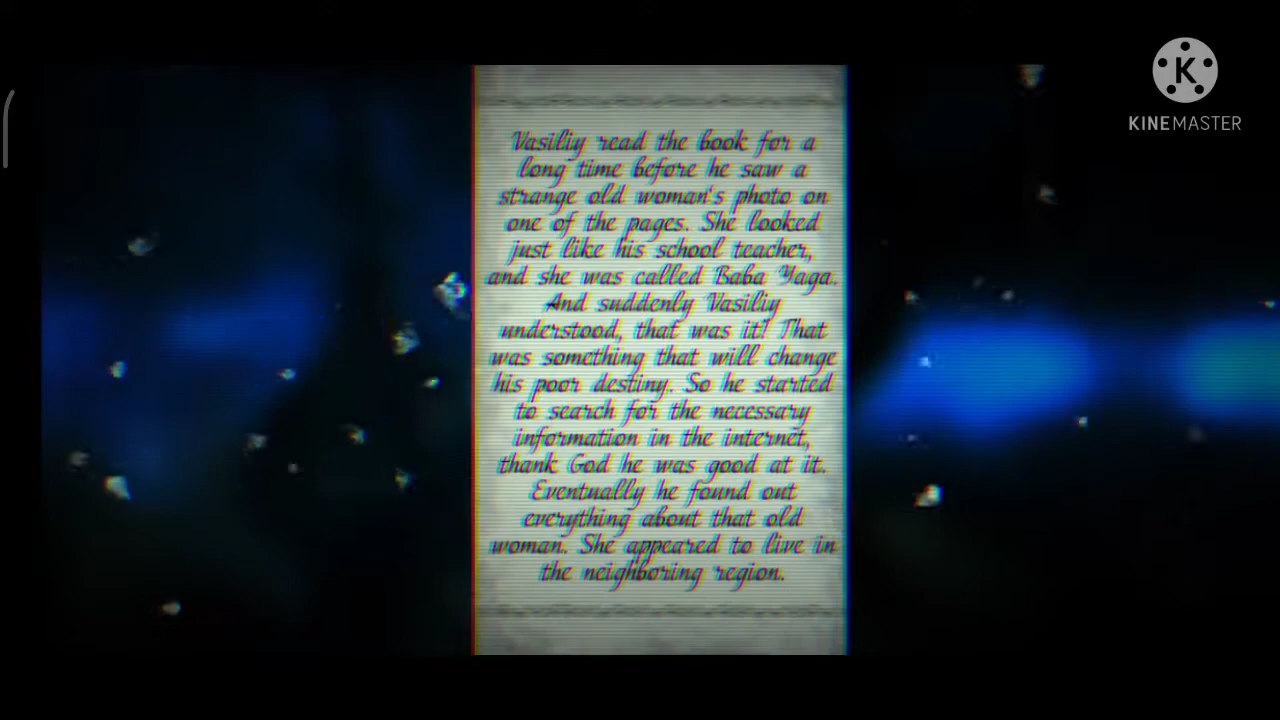 KINEMASTER
Vasiliy read the book for a
long time before he saw a
strange old woman's photo on
one of the pages. She looked
just like his school teacher,
and she was called Baba Yaga.
And suddenly Vasiliy
understood, that was it! That
was something that will change
his poor destiny. So he started
to search for the necessary
information in the internet,
thank God he was good at it.
Eventually he found out
everything about that old
woman. She appeared to live in
the neighboring region.